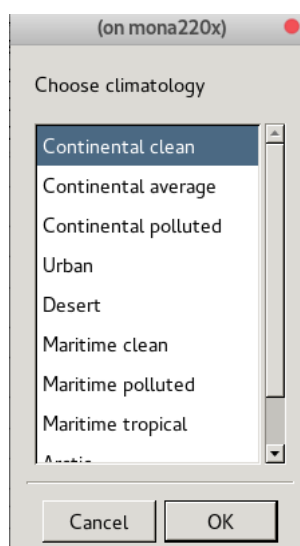 (on mona220x)
Choose climatology
Continental clean
Continental average
Continental polluted
Urban
Desert
Maritime clean
Maritime polluted
Maritime tropical
Arctic
Cancel
OK